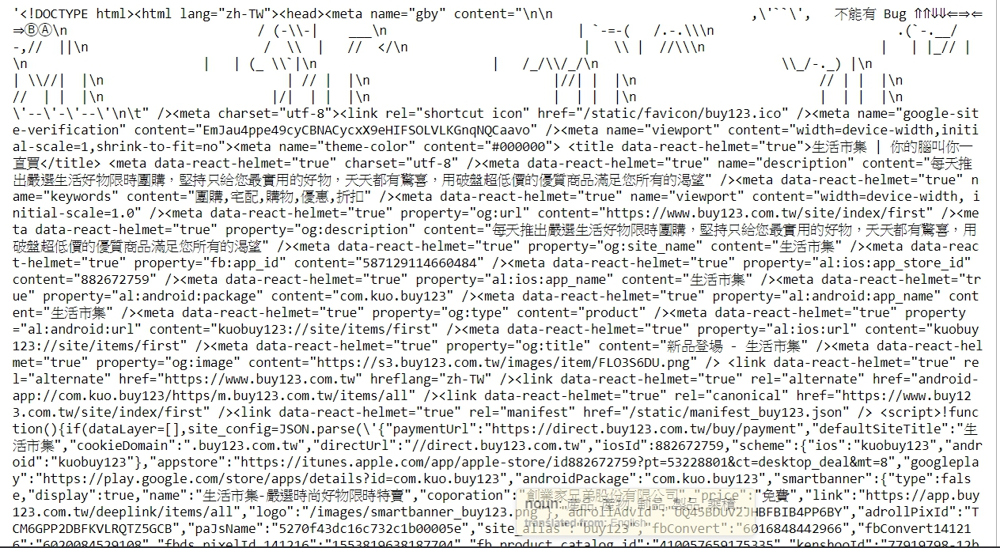 '<!DOCTYPE html><html lang="zh-TW"><head><meta name="gby" content="\n\n ,\'``\', 不能有 Bug ⇈⇊⇐⇒⇐
⇒ⒷⒶ\n / (-\\-| ___\n | `-=-( /.-.\\\n .(`-.__/
-,// ||\n / \\ | // </\n | \\ | //\\\n | | |_// |
\n | | (_ \\`|\n | /_/\\/_/\n \\_/-._) |\n
| \\//| |\n | // | |\n |//| | |\n // | | |\n
// | | |\n |/| | | |\n | | | |\n | | | |\n
\'--\'-\'--\'\n\t" /><meta charset="utf-8"><link rel="shortcut icon" href="/static/favicon/buy123.ico" /><meta name="google-sit
e-verification" content="EmJau4ppe49cyCBNACycxX9eHIFSOLVLKGnqNQCaavo" /><meta name="viewport" content="width=device-width,initi
al-scale=1,shrink-to-fit=no"><meta name="theme-color" content="#000000"> <title data-react-helmet="true">生活市集 | 你的腦叫你一
直買</title> <meta data-react-helmet="true" charset="utf-8" /><meta data-react-helmet="true" name="description" content="每天推
出嚴選生活好物限時團購，堅持只給您最實用的好物，天天都有驚喜，用破盤超低價的優質商品滿足您所有的渴望" /><meta data-react-helmet="true" n
ame="keywords" content="團購,宅配,購物,優惠,折扣" /><meta data-react-helmet="true" name="viewport" content="width=device-width, i
nitial-scale=1.0" /><meta data-react-helmet="true" property="og:url" content="https://www.buy123.com.tw/site/index/first" /><me
ta data-react-helmet="true" property="og:description" content="每天推出嚴選生活好物限時團購，堅持只給您最實用的好物，天天都有驚喜，用
破盤超低價的優質商品滿足您所有的渴望" /><meta data-react-helmet="true" property="og:site_name" content="生活市集" /><meta data-reac
t-helmet="true" property="fb:app_id" content="587129114660484" /><meta data-react-helmet="true" property="al:ios:app_store_id"
content="882672759" /><meta data-react-helmet="true" property="al:ios:app_name" content="生活市集" /><meta data-react-helmet="tr
ue" property="al:android:package" content="com.kuo.buy123" /><meta data-react-helmet="true" property="al:android:app_name" cont
ent="生活市集" /><meta data-react-helmet="true" property="og:type" content="product" /><meta data-react-helmet="true" property
="al:android:url" content="kuobuy123://site/items/first" /><meta data-react-helmet="true" property="al:ios:url" content="kuobuy
123://site/items/first" /><meta data-react-helmet="true" property="og:title" content="新品登場 - 生活市集" /><meta data-react-hel
met="true" property="og:image" content="https://s3.buy123.com.tw/images/item/FLO3S6DU.png" /> <link data-react-helmet="true" re
l="alternate" href="https://www.buy123.com.tw" hreflang="zh-TW" /><link data-react-helmet="true" rel="alternate" href="android-
app://com.kuo.buy123/https/m.buy123.com.tw/items/all" /><link data-react-helmet="true" rel="canonical" href="https://www.buy12
3.com.tw/site/index/first" /><link data-react-helmet="true" rel="manifest" href="/static/manifest_buy123.json" /> <script>!func
tion(){if(dataLayer=[],site_config=JSON.parse(\'{"paymentUrl":"https://direct.buy123.com.tw/buy/payment","defaultSiteTitle":"生
活市集","cookieDomain":".buy123.com.tw","directUrl":"//direct.buy123.com.tw","iosId":882672759,"scheme":{"ios":"kuobuy123","andr
oid":"kuobuy123"},"appstore":"https://itunes.apple.com/app/apple-store/id882672759?pt=53228801&ct=desktop_deal&mt=8","googlepla
y":"https://play.google.com/store/apps/details?id=com.kuo.buy123","androidPackage":"com.kuo.buy123","smartbanner":{"type":fals
e,"display":true,"name":"生活市集-嚴選時尚好物限時特賣","coporation":"創業家兄弟股份有限公司","price":"免費","link":"https://app.buy
noun: 產品, 產物, 制品, 製品, 乘積
123.com.tw/deeplink/items/all","logo":"/images/smartbanner_buy123.png"},"adrollAdvId":"UQ45BDUV2JHBFBIB4PP6BY","adrollPixId":"T
translated from: English
CM6GPP2DBFKVLRQTZ5GCB","paJsName":"5270f43dc16c732c1b00005e","site_alias":"buy123","fbConvert":"6016848442966","fbConvert14121
6":"6020084529108","fbds_pixelId_141216":"1553819638187704","fb_product_catalog_id":"410057659175335","kenshooId":"77919798-12b